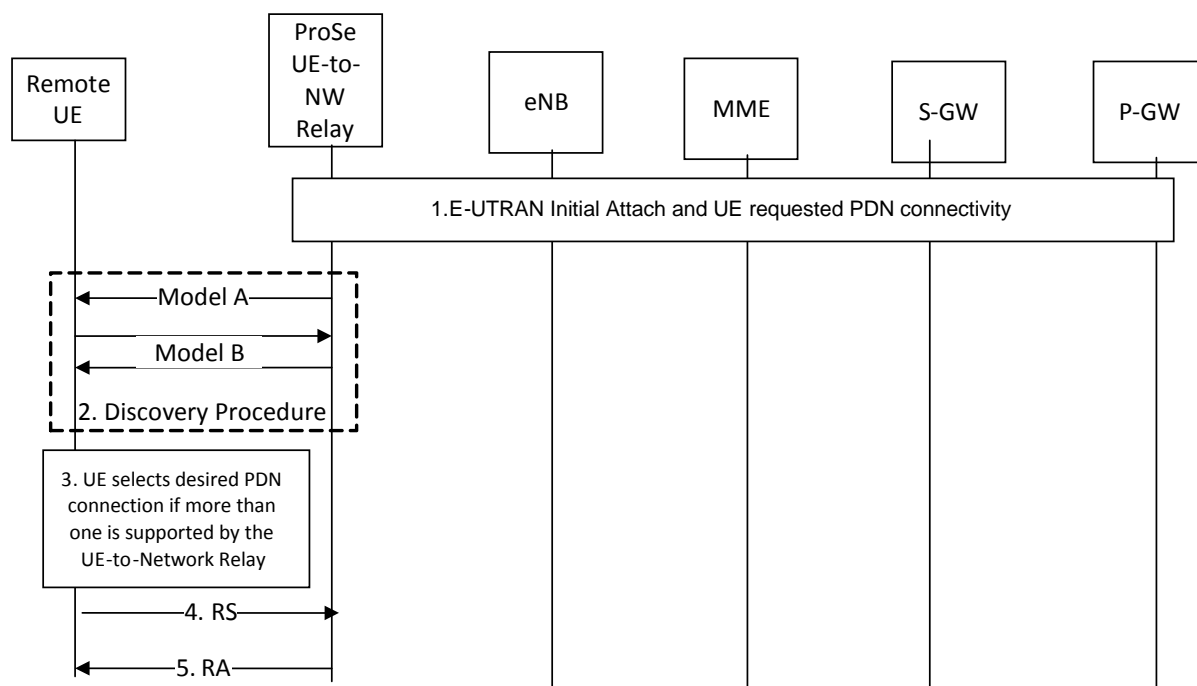 Remote
UE
ProSe
UE-to-
NW
Relay
eNB
MME
S-GW
P-GW
1.E-UTRAN Initial Attach and UE requested PDN connectivity
Model A
Model B
2. Discovery Procedure
3. UE selects desired PDN
connection if more than
one is supported by the
UE-to-Network Relay
4. RS
5. RA